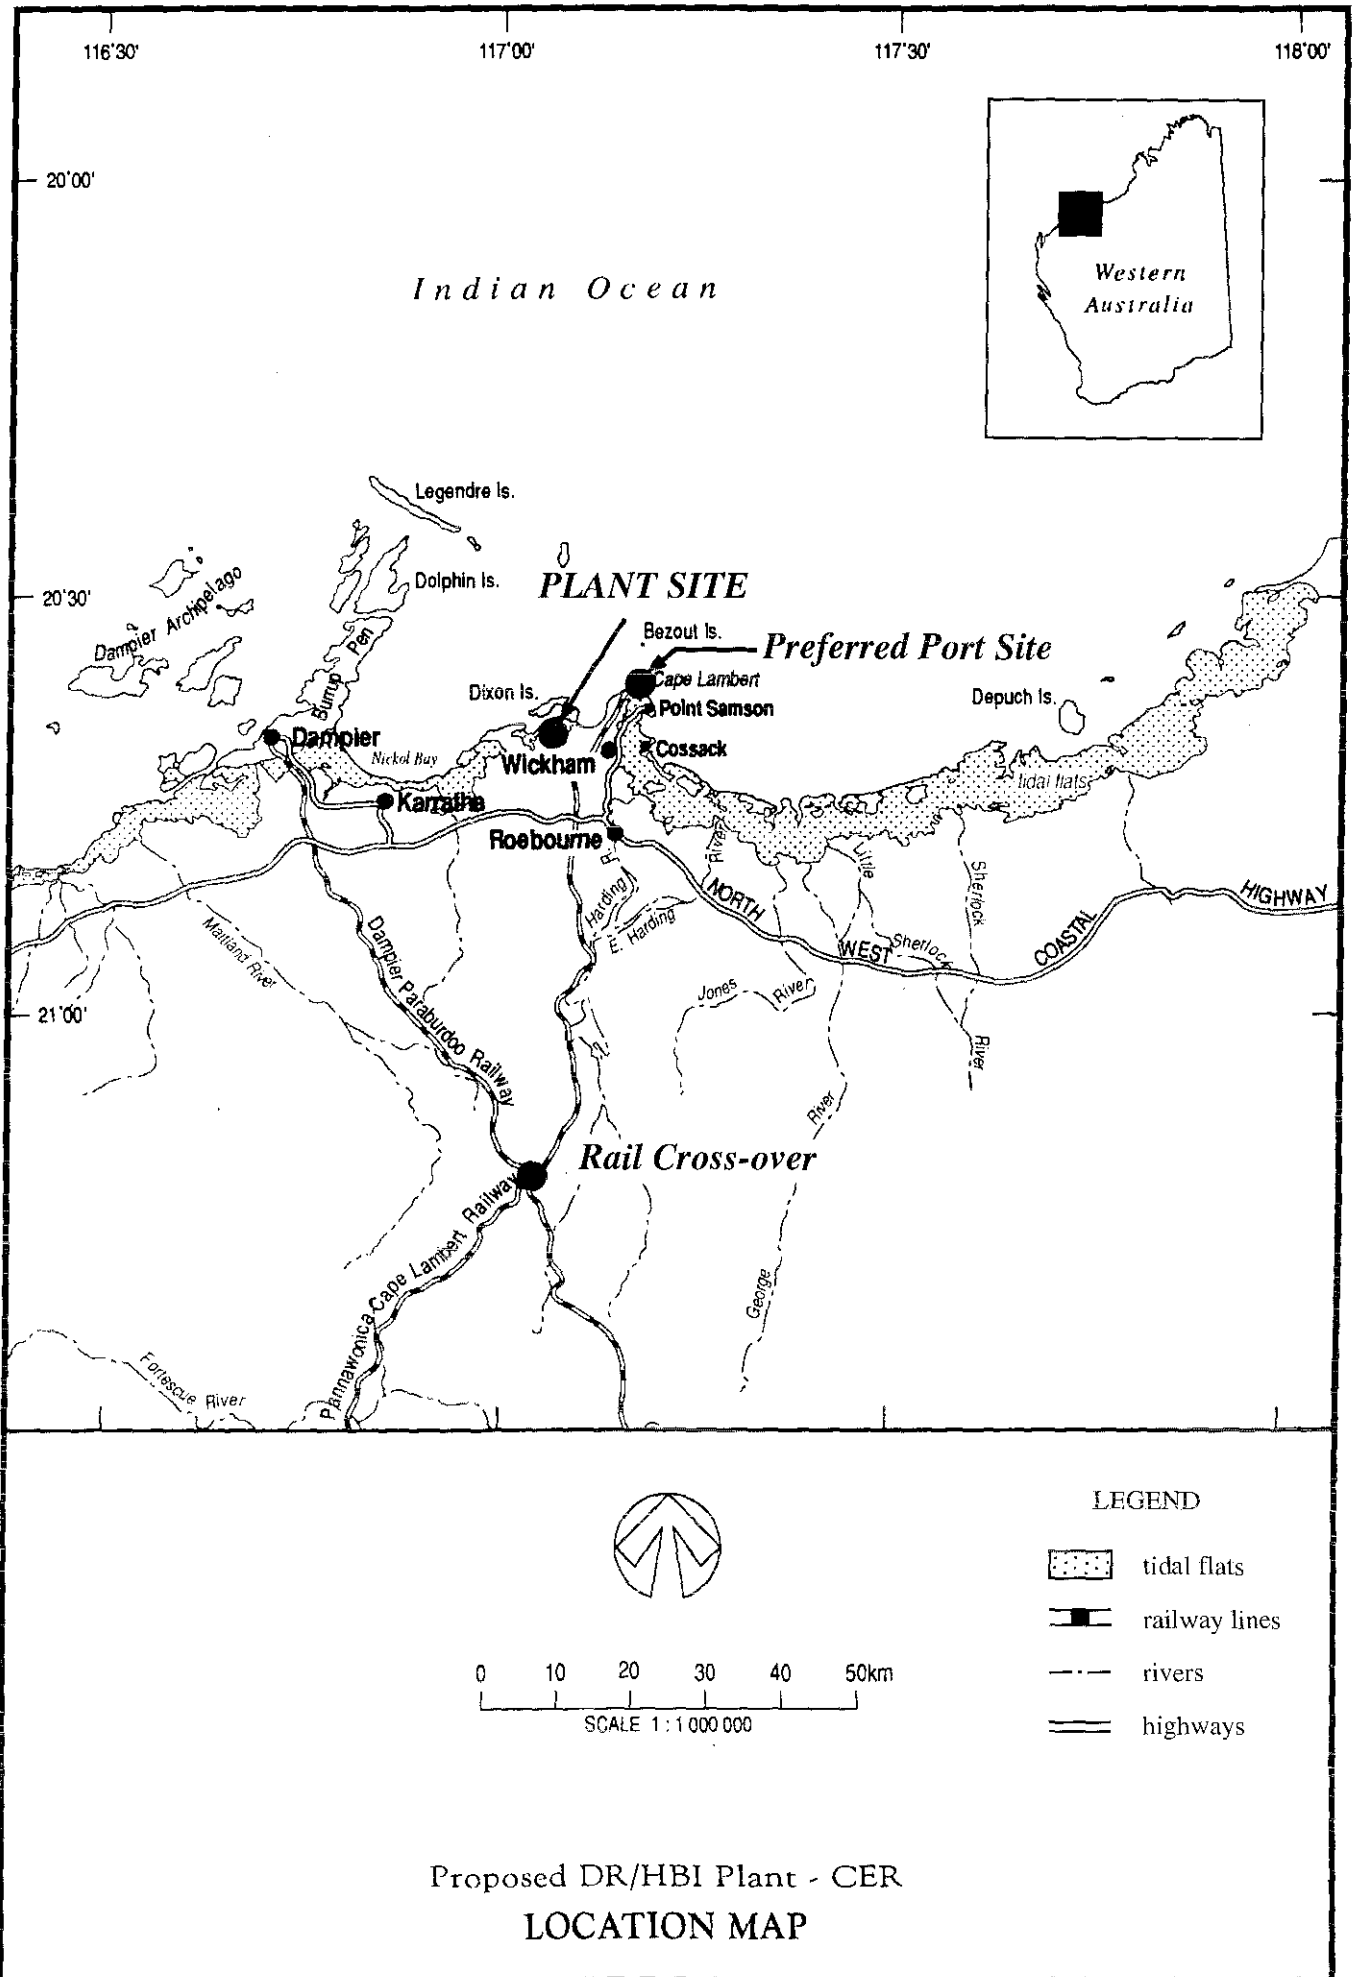 116°30'
117°00'
117°30'
118°00'
20°00'
Indian Ocean
Western
Australia
Legendre Is.
Dolphin Is.
PLANT SITE
20°30'
Dampier Archipelago
Burrup Pen
Bezout Is.
Preferred Port Site
Cape Lambert
Dixon Is.
Depuch Is.
Point Samson
Dampier
Nickol Bay
Wickham
Cossack
tidal flats
Karratha
Roebourne
Harding R
E. Harding
River
Little
Sherlock
Sherlock
River
NORTH WEST COASTAL HIGHWAY
Maitland River
Dampier Paraburdoo Railway
Jones River
21°00'
George River
Rail Cross-over
Pannawonica Cape Lambert Railway
Fortescue River
LEGEND
tidal flats
railway lines
rivers
highways
0 10 20 30 40 50km
SCALE 1:1 000 000
Proposed DR/HBI Plant - CER
LOCATION MAP